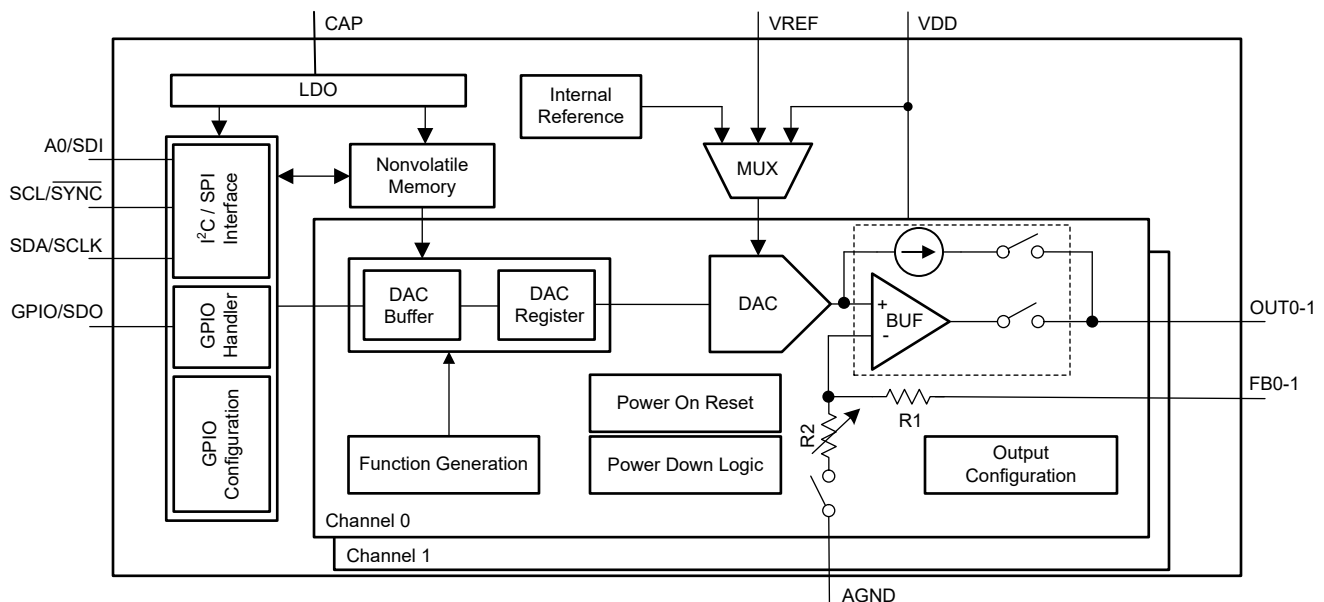 CAP
VREF
VDD
LDO
Internal
Reference
A0/SDI
SCL/SYNC
SDA/SCLK
GPIO/SDO
I²C / SPI
Interface
GPIO
Handler
GPIO
Configuration
Nonvolatile
Memory
MUX
DAC
Buffer
DAC
Register
DAC
+
BUF
-
OUT0-1
FB0-1
R1
R2
Power On Reset
Function Generation
Power Down Logic
Output
Configuration
Channel 0
Channel 1
AGND